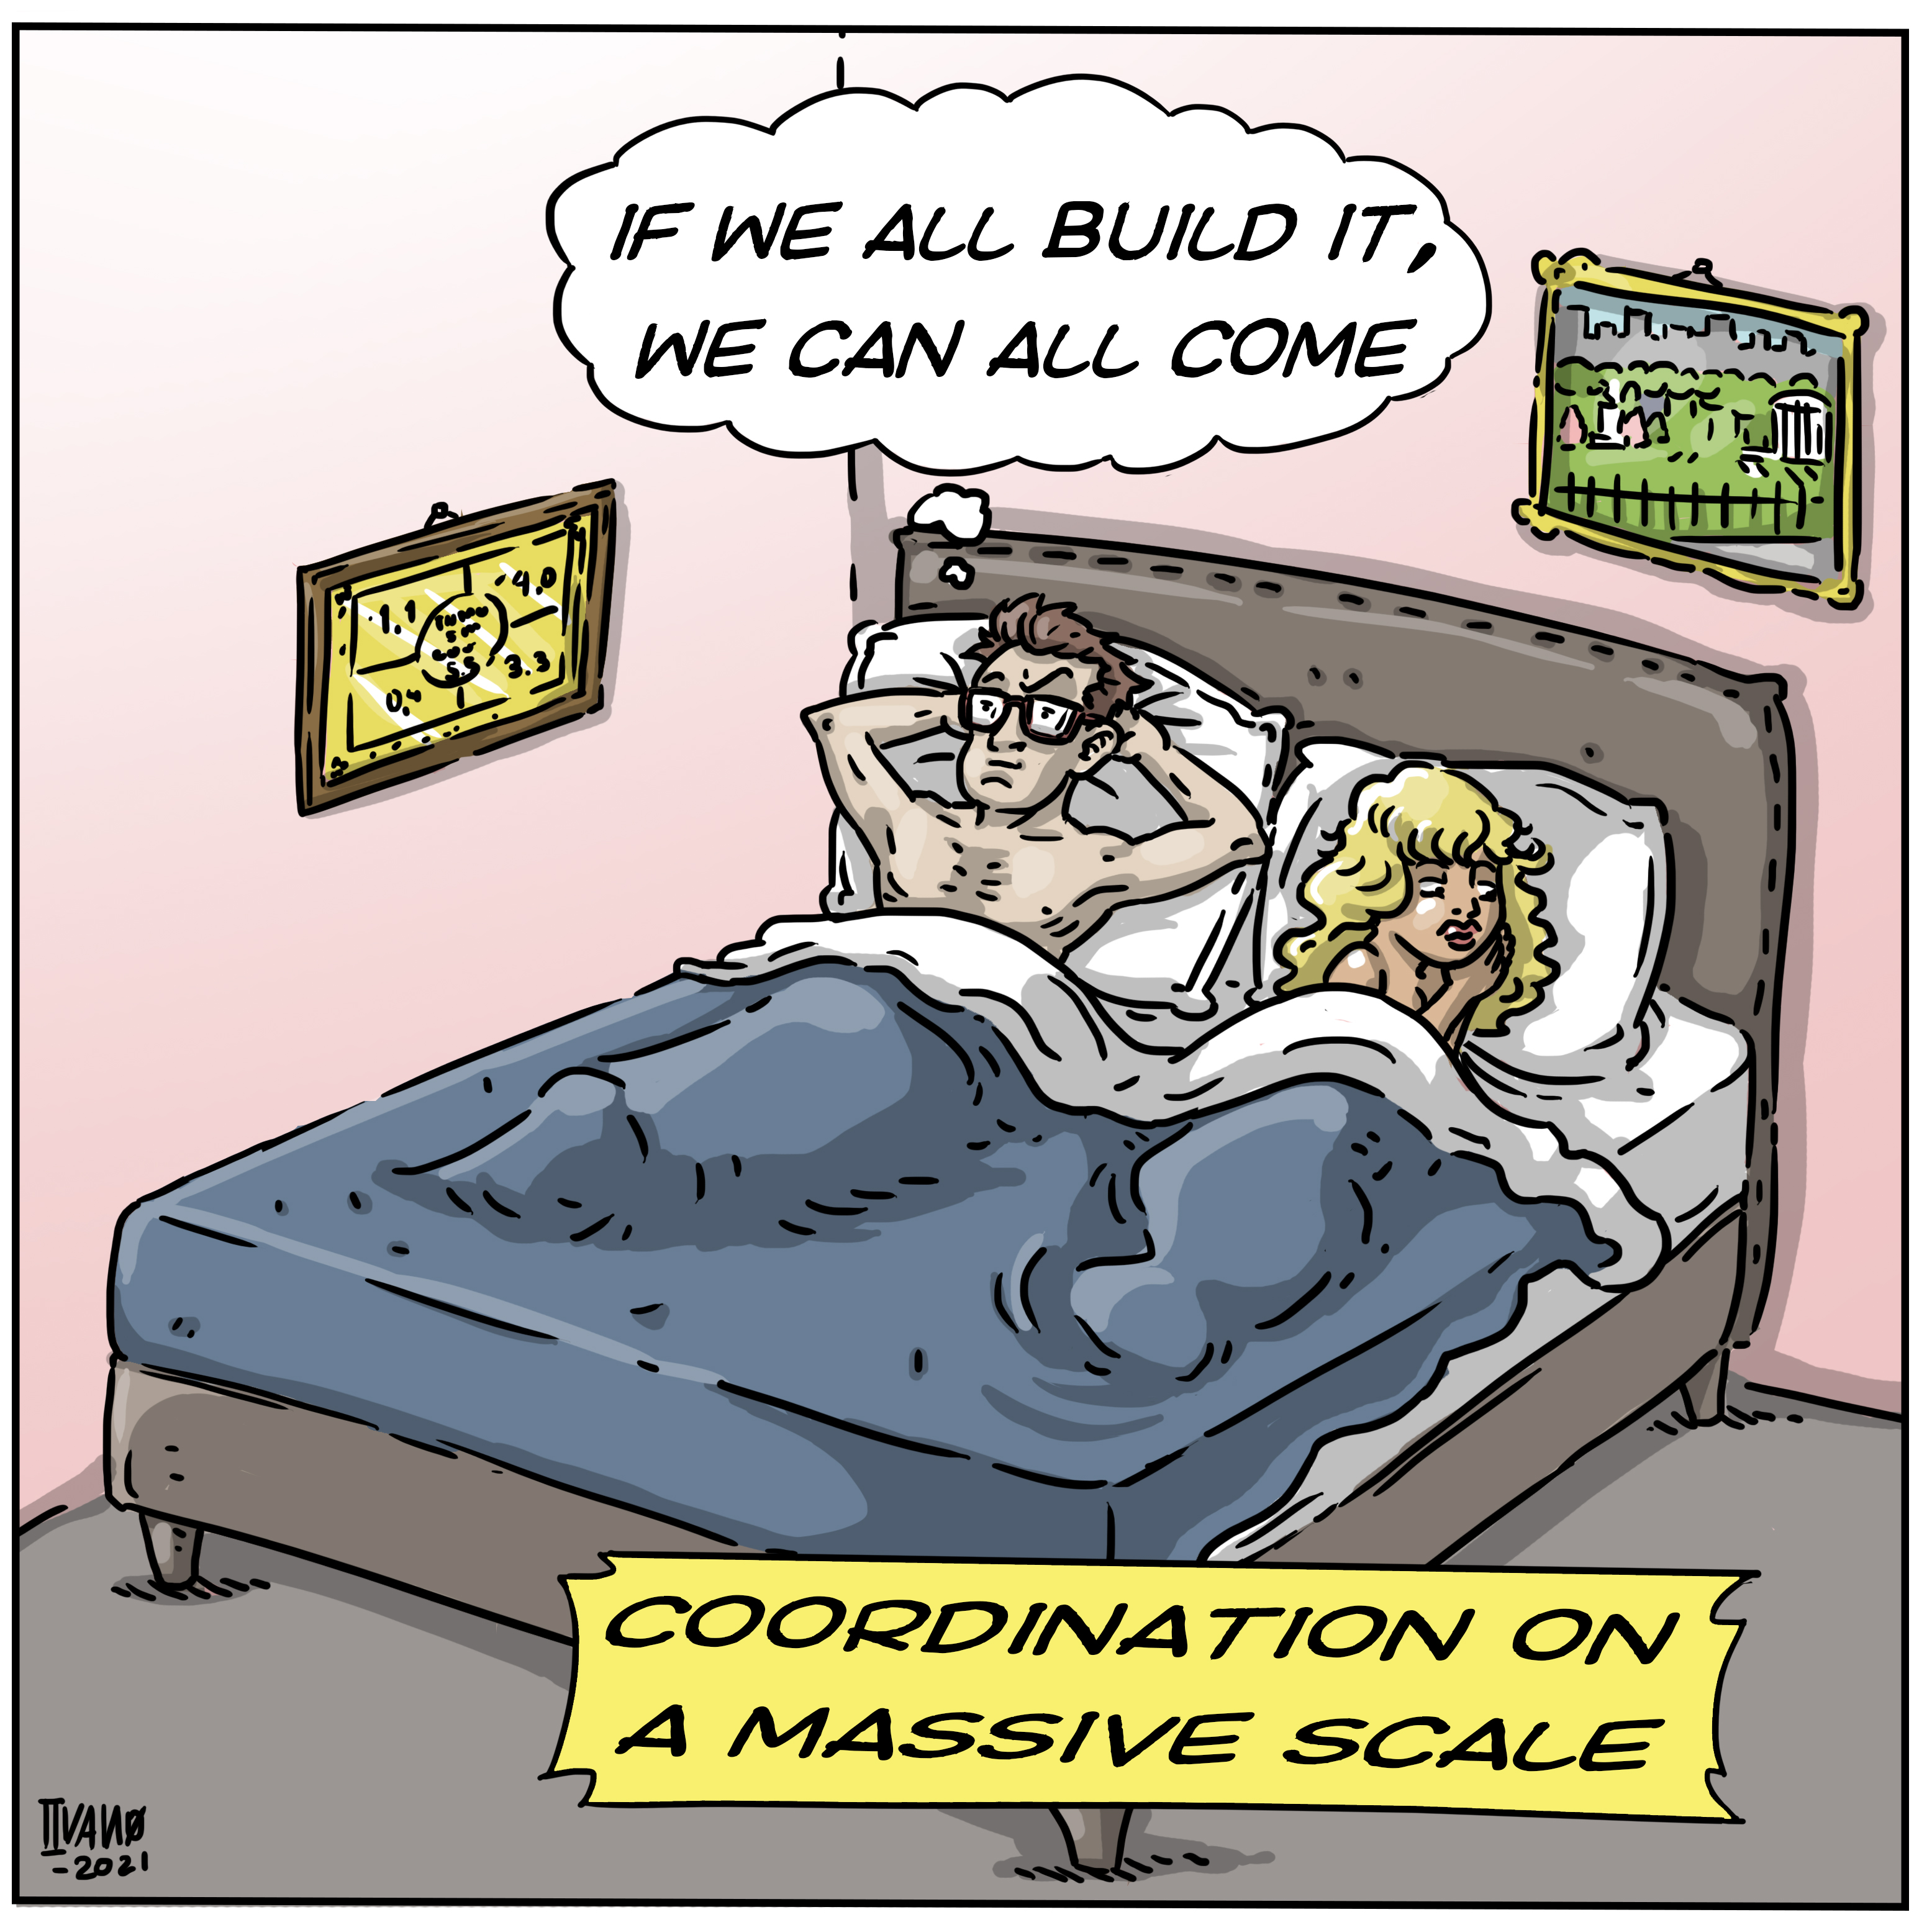 IF WE ALL BUILD IT,
WE CAN ALL COME
.4.0
.1.1
3.3
0.4
COORDINATION ON
A MASSIVE SCALE
-2021